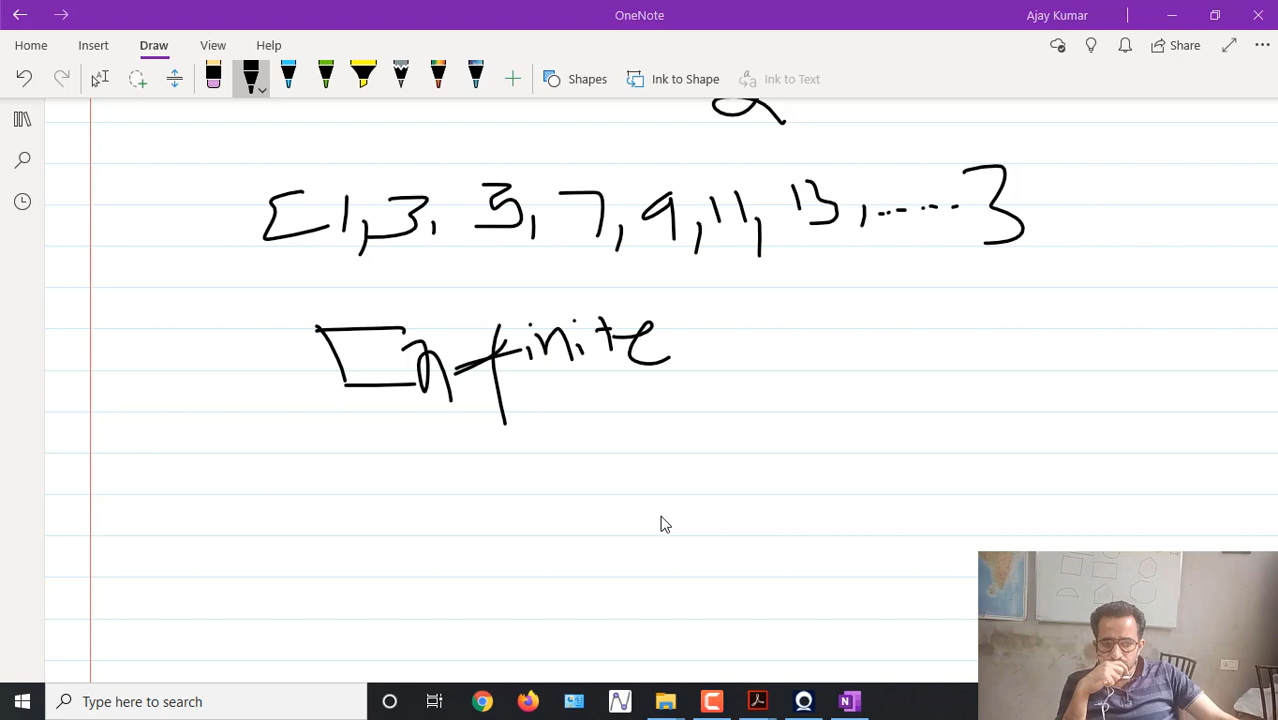 OneNote
Ajay Kumar
Home Insert Draw View Help
Share
Shapes
Ink to Shape
Ink to Text
[1, 3, 5, 7, 9, 11, 13, ........ }
finite
Type here to search